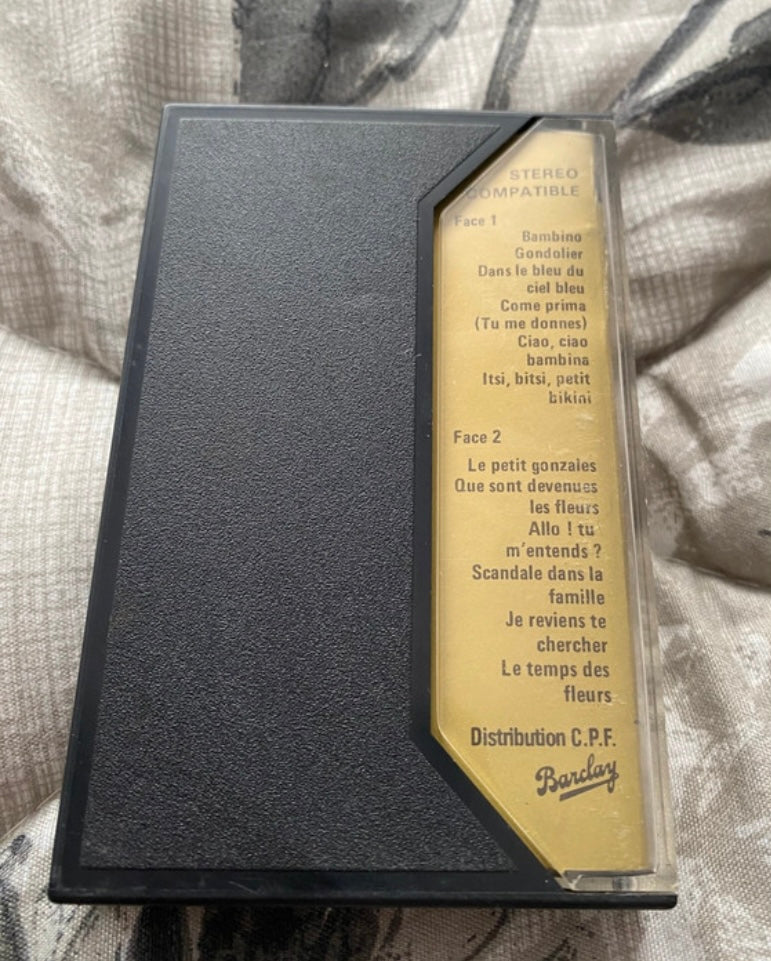 STEREO
COMPATIBLE
Face 1
Bambino
Gondolier
Dans le bleu du
ciel bleu
Come prima
(Tu me donnes)
Ciao, ciao
bambina
Itsi, bitsi, petit
bikini
Face 2
Le petit gonzales
Que sont devenues
les fleurs
Allo ! tu
m'entends ?
Scandale dans la
famille
Je reviens te
chercher
Le temps des
fleurs
Distribution C.P.F.
Barclay